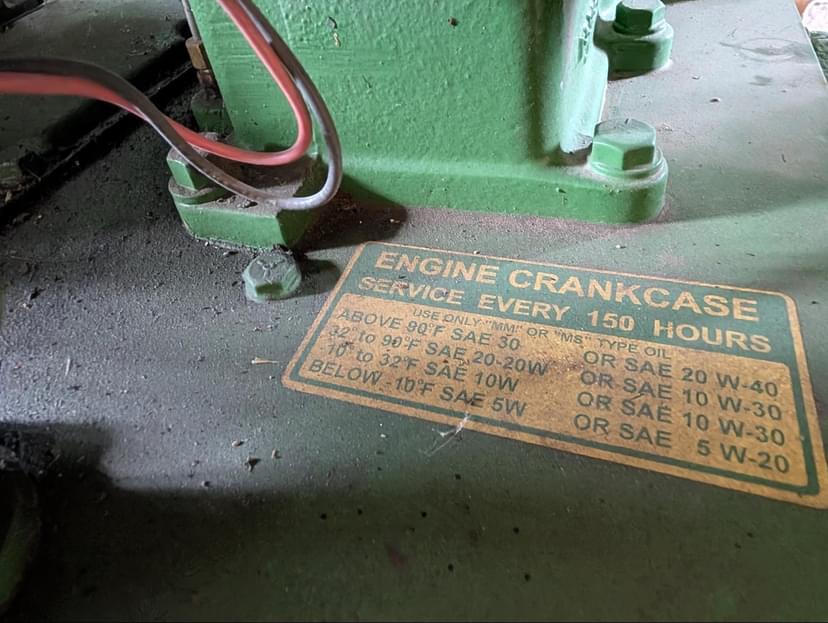 ENGINE CRANKCASE
SERVICE EVERY 150 HOURS
USE ONLY "MM" OR "MS" TYPE OIL
ABOVE 90°F SAE 30 OR SAE 20 W-40
32° to 90°F SAE 20-20W OR SAE 10 W-30
-10° to 32°F SAE 10W OR SAE 10 W-30
BELOW -10°F SAE 5W OR SAE 5 W-20